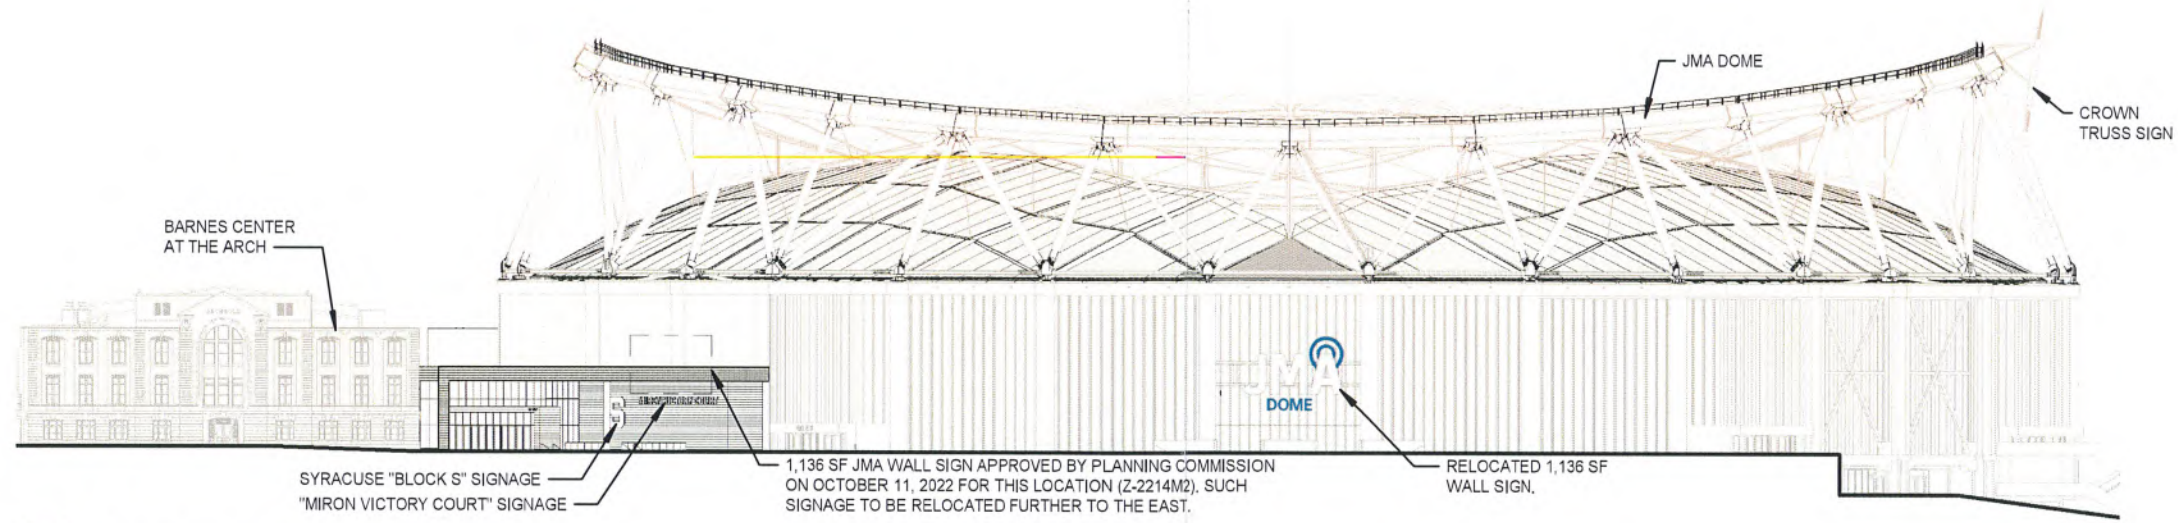 JMA DOME
CROWN
TRUSS SIGN
BARNES CENTER
AT THE ARCH
JMA
DOME
SYRACUSE "BLOCK S" SIGNAGE
"MIRON VICTORY COURT" SIGNAGE
1,136 SF JMA WALL SIGN APPROVED BY PLANNING COMMISSION
ON OCTOBER 11, 2022 FOR THIS LOCATION (Z-2214M2). SUCH
SIGNAGE TO BE RELOCATED FURTHER TO THE EAST.
RELOCATED 1,136 SF
WALL SIGN.